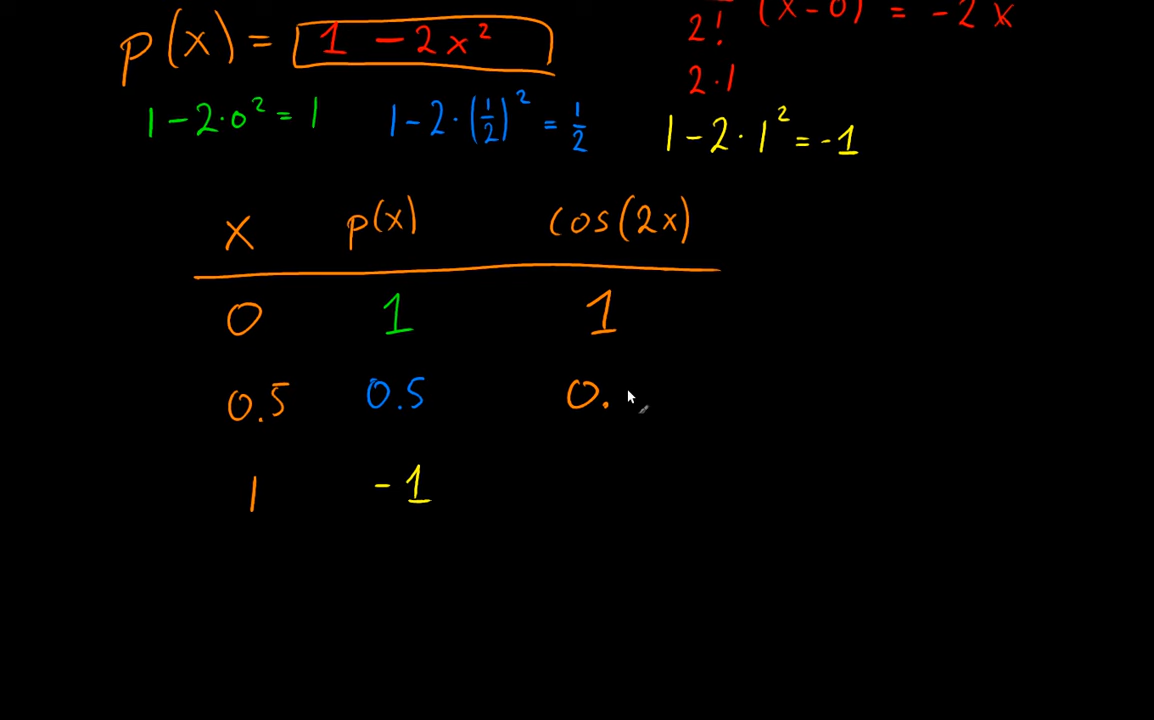 p(x) = 1 - 2x²
2! (x-0) = -2x
2·1
1-2·0² = 1
1-2·(1/2)² = 1/2
1-2·1² = -1
x p(x) cos(2x)
0 1 1
0.5 0.5 0.
1 -1